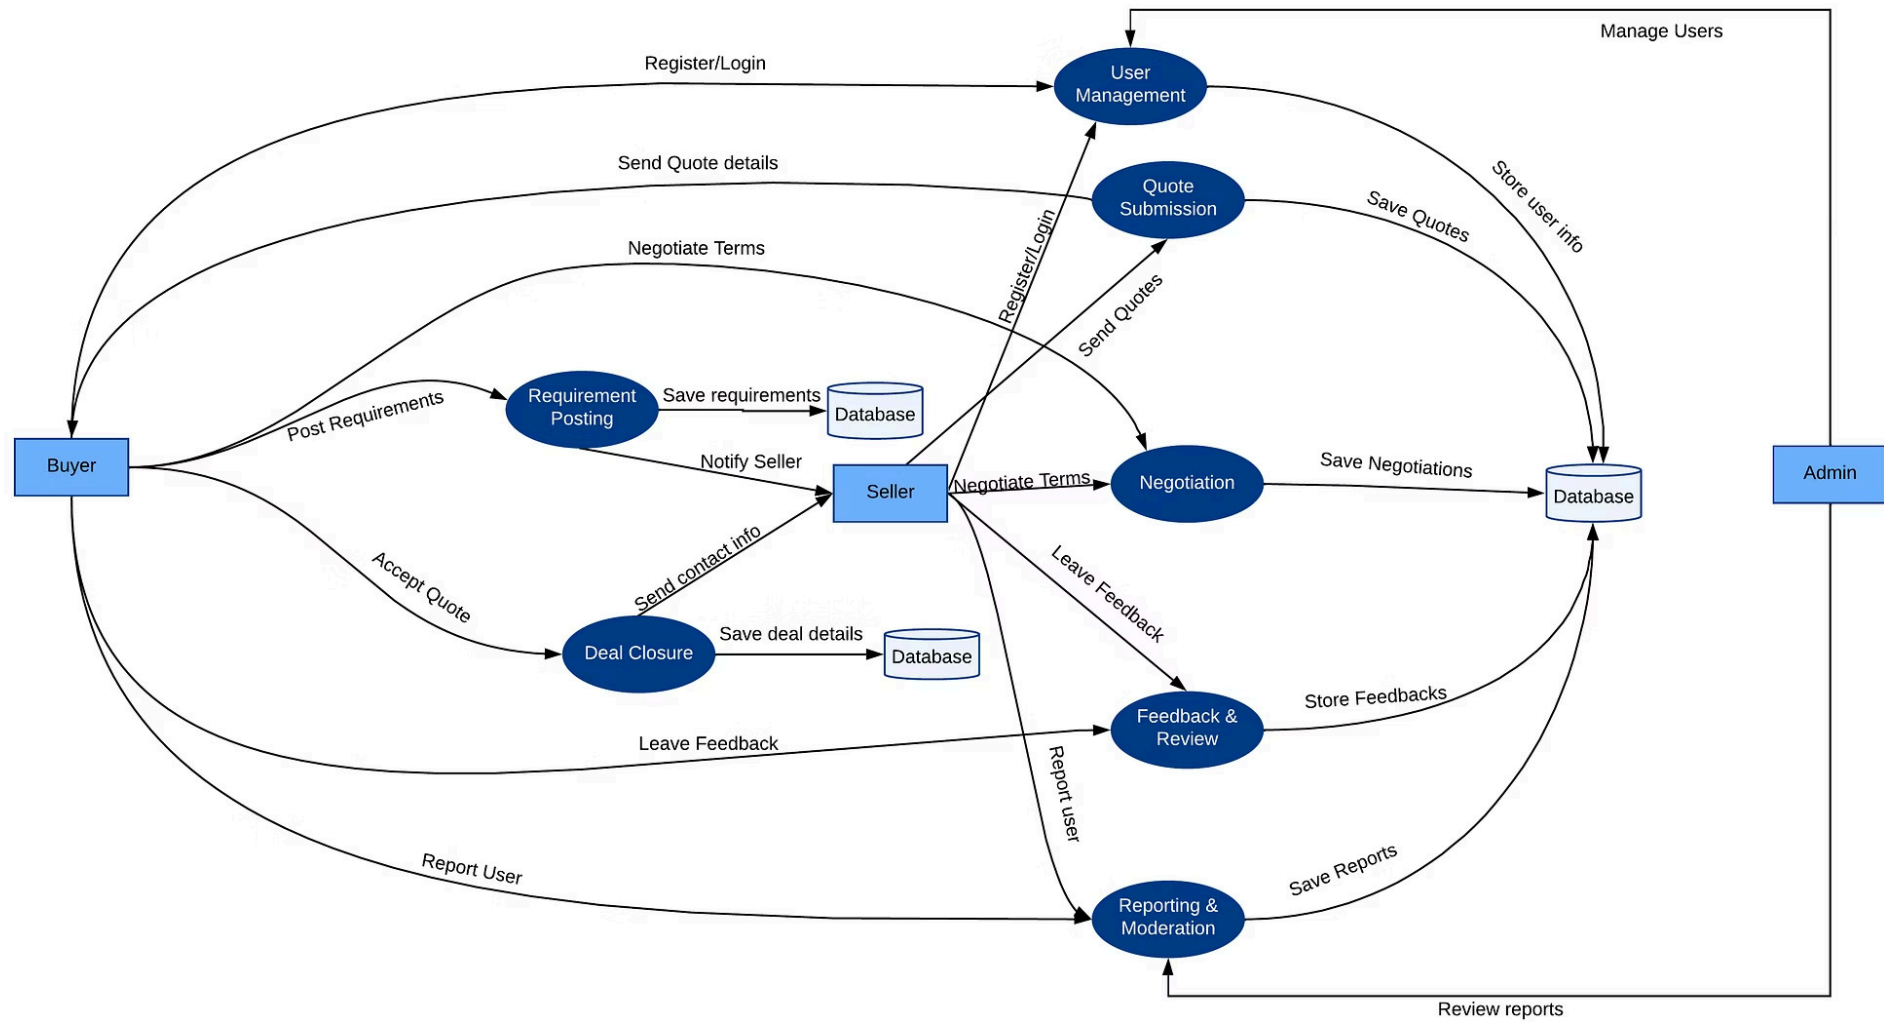 Manage Users
Register/Login
User
Management
Send Quote details
Quote
Submission
Save Quotes
Store user info
Negotiate Terms
Register/Login
Send Quotes
Requirement
Posting
Save requirements
Database
Post Requirements
Buyer
Notify Seller
Seller
Negotiate Terms
Negotiation
Save Negotiations
Database
Admin
Accept Quote
Send contact info
Leave Feedback
Deal Closure
Save deal details
Database
Feedback &
Review
Store Feedbacks
Leave Feedback
Report user
Report User
Reporting &
Moderation
Save Reports
Review reports